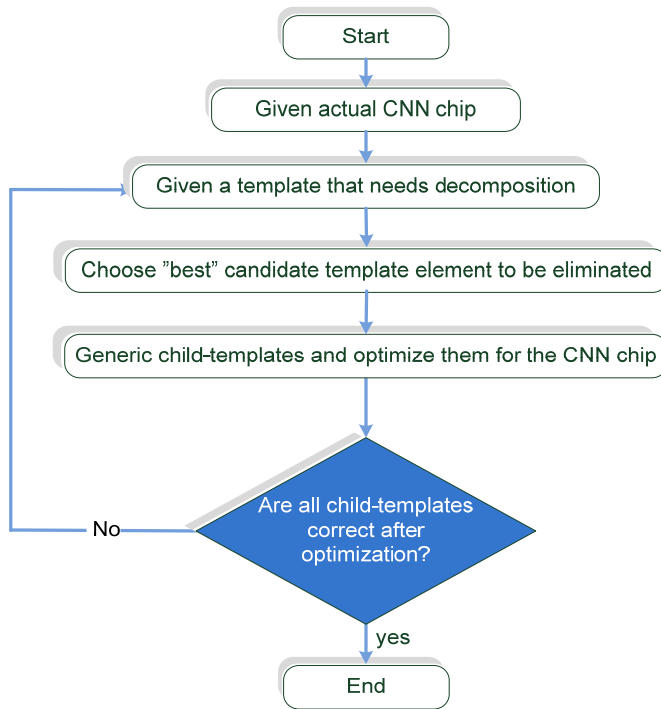 Start
Given actual CNN chip
Given a template that needs decomposition
Choose ”best” candidate template element to be eliminated
Generic child-templates and optimize them for the CNN chip
Are all child-templates
correct after
optimization?
No
yes
End